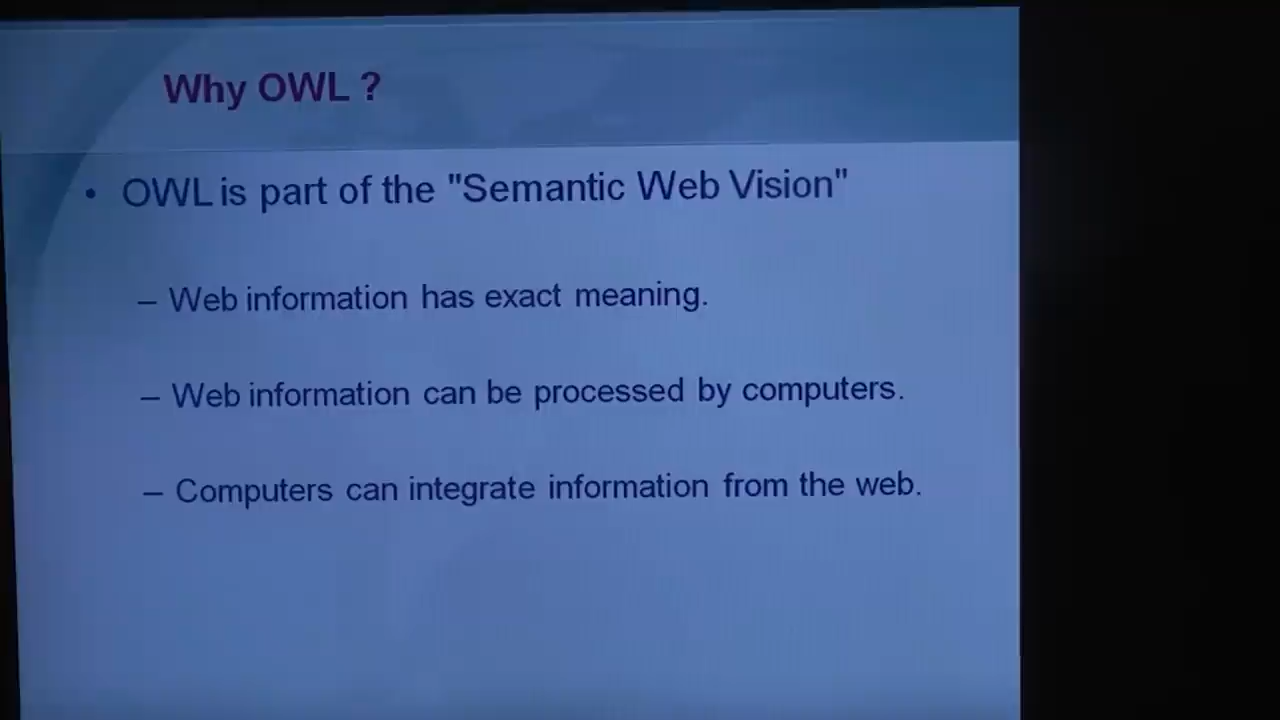 Why OWL ?
• OWL is part of the "Semantic Web Vision"
– Web information has exact meaning.
– Web information can be processed by computers.
– Computers can integrate information from the web.